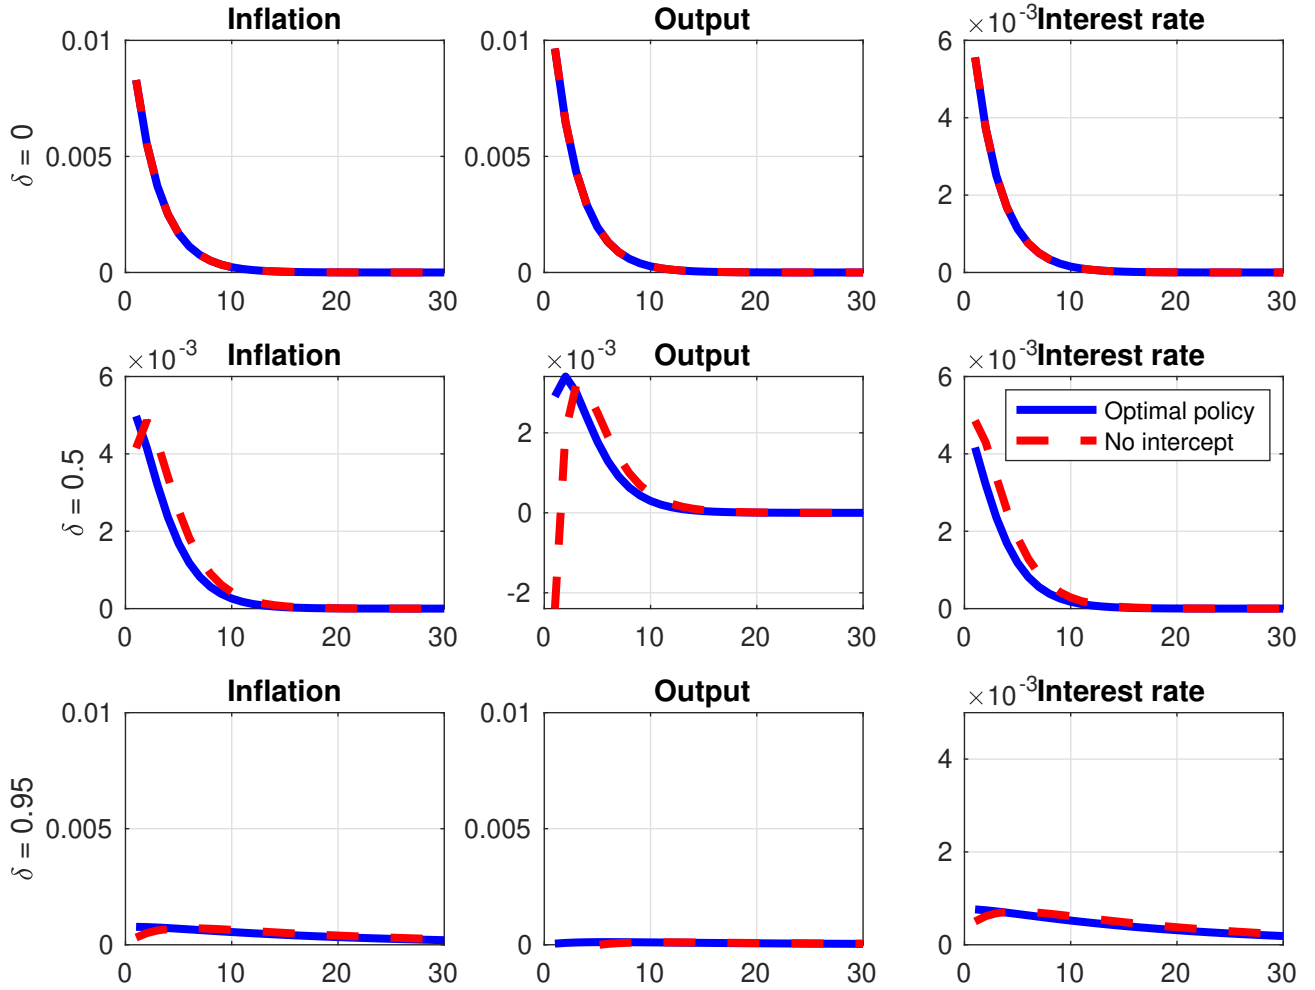 Inflation
Output
×10⁻³ Interest rate
δ = 0
0.01
0.005
0
0 10 20 30
0.01
0.005
0
0 10 20 30
6
4
2
0
0 10 20 30
Inflation
Output
Interest rate
δ = 0.5
×10⁻³
6
4
2
0
0 10 20 30
×10⁻³
2
0
-2
0 10 20 30
×10⁻³
6
4
2
0
0 10 20 30
Optimal policy
No intercept
Inflation
Output
Interest rate
δ = 0.95
0.01
0.005
0
0 10 20 30
0.01
0.005
0
0 10 20 30
×10⁻³
4
2
0
0 10 20 30